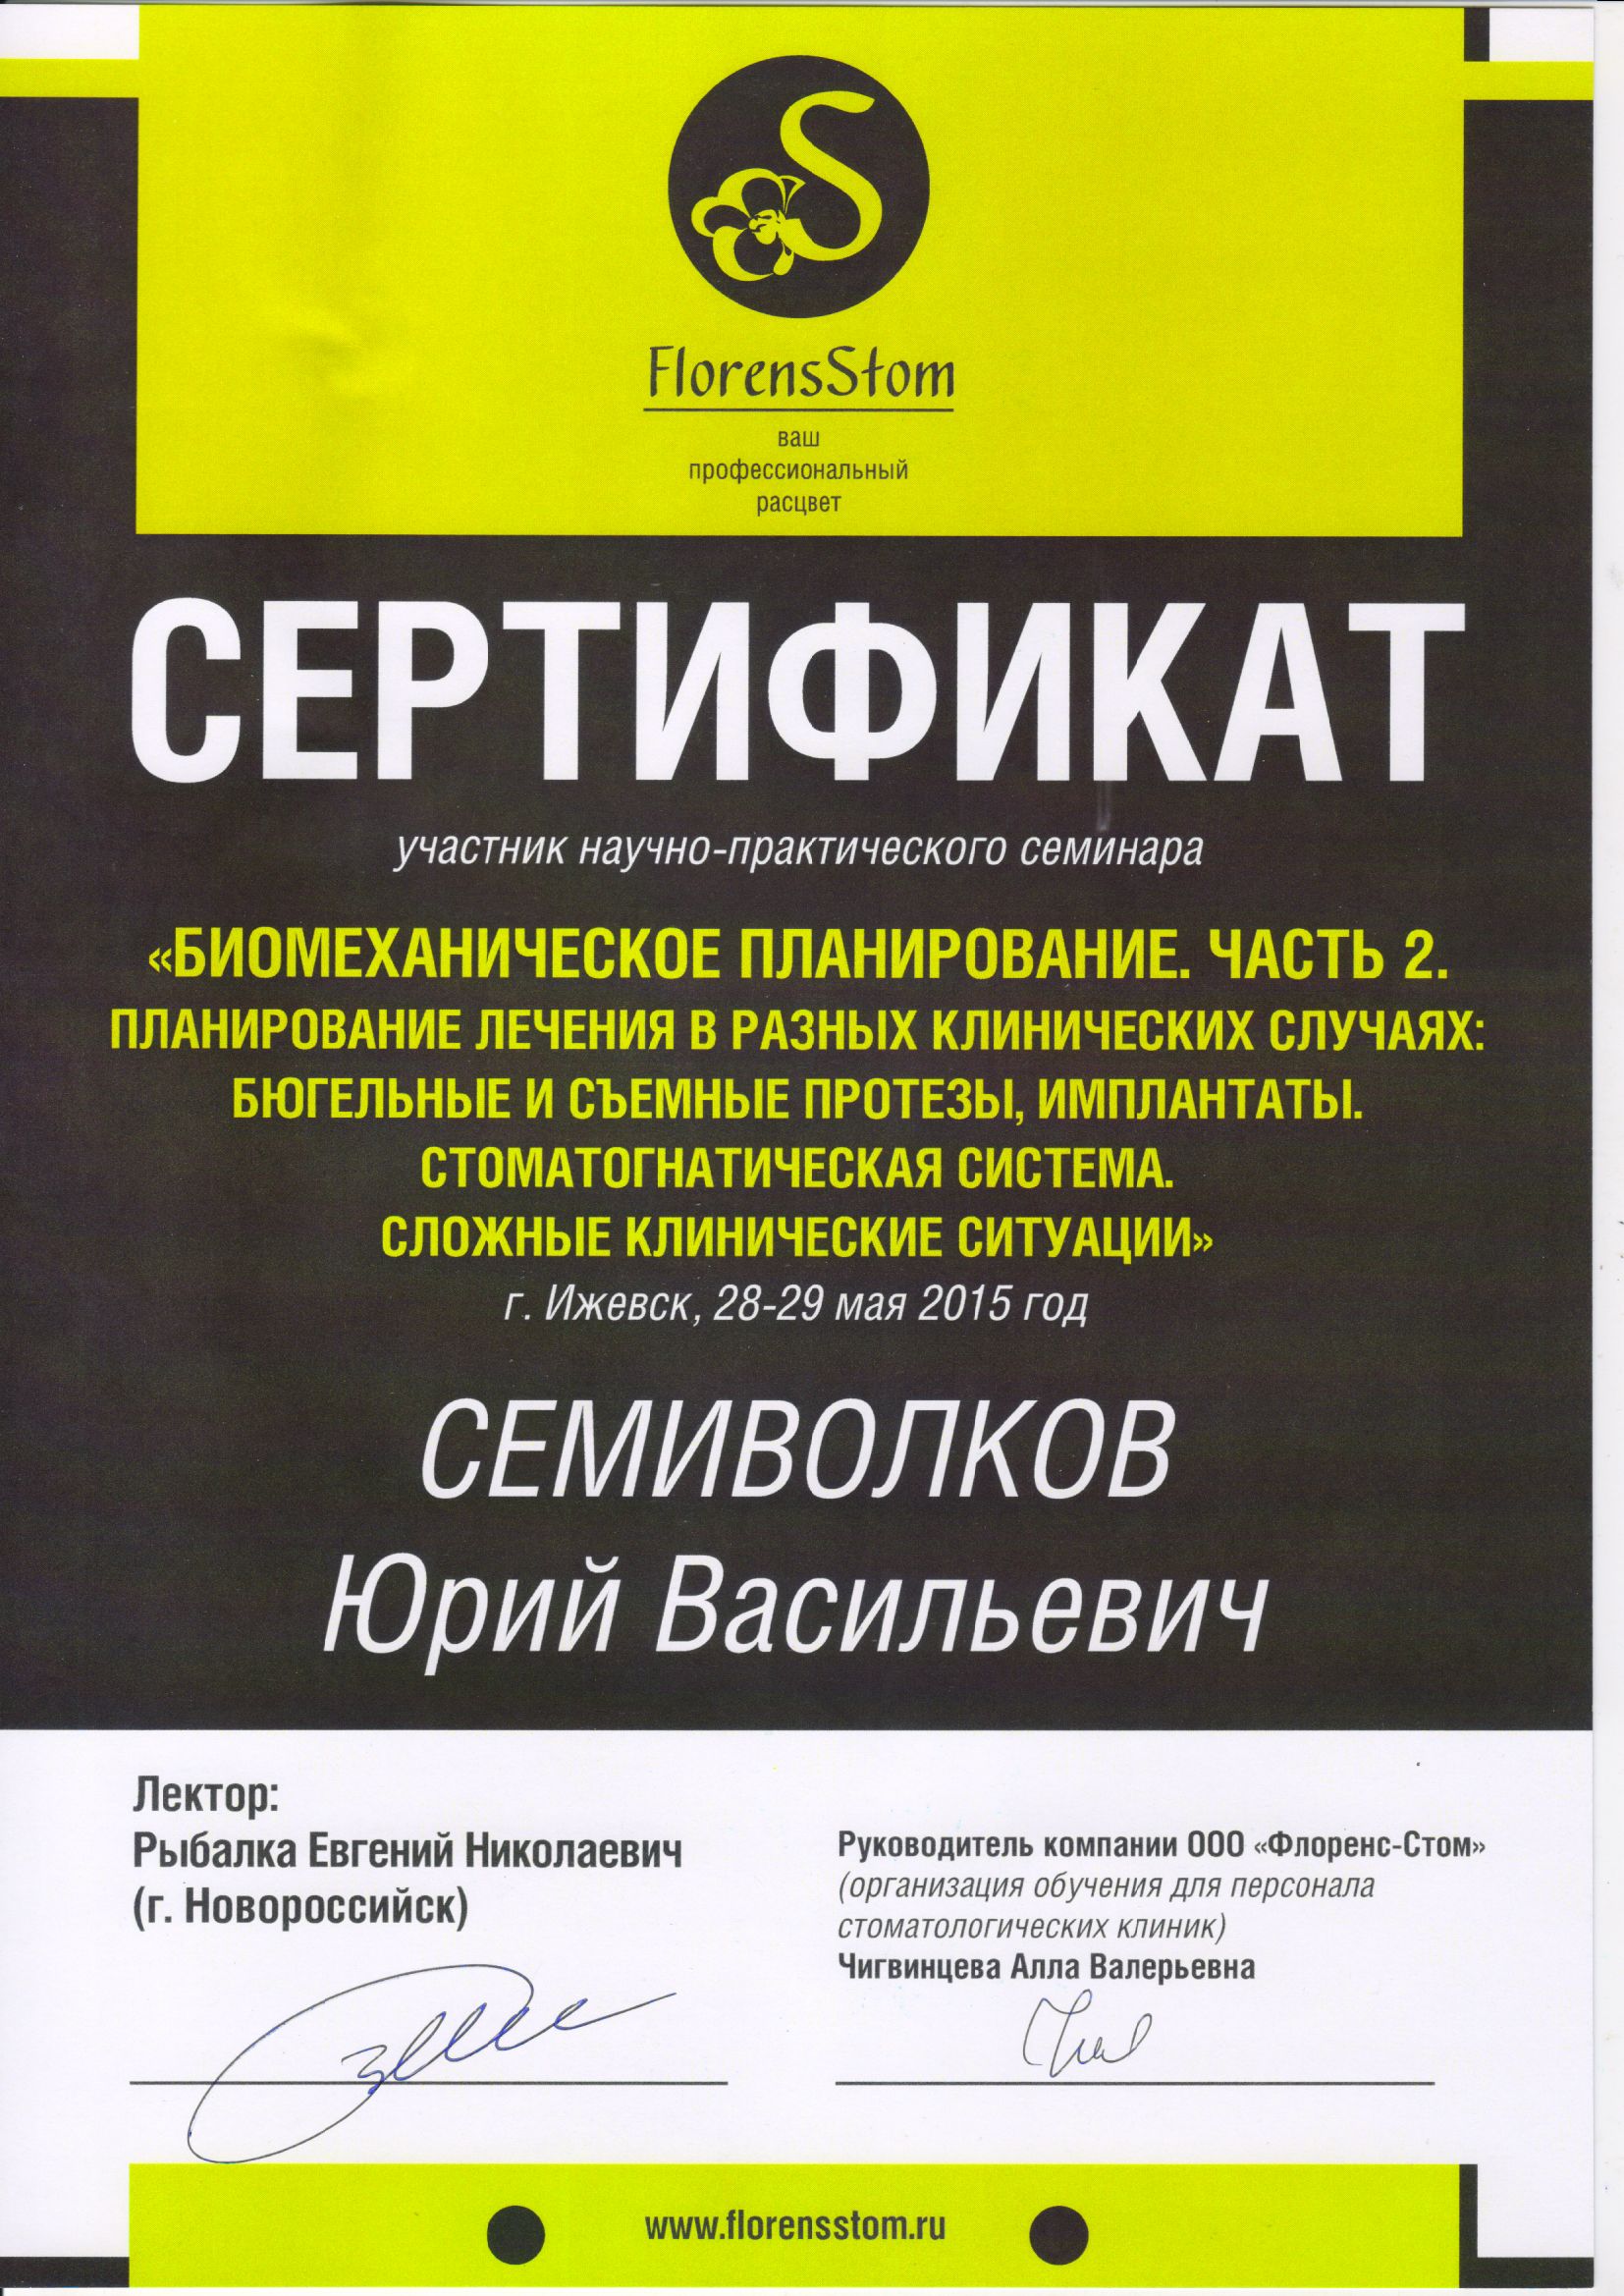 FlorensStom
ваш
профессиональный
расцвет
СЕРТИФИКАТ
участник научно-практического семинара
«БИОМЕХАНИЧЕСКОЕ ПЛАНИРОВАНИЕ. ЧАСТЬ 2.
ПЛАНИРОВАНИЕ ЛЕЧЕНИЯ В РАЗНЫХ КЛИНИЧЕСКИХ СЛУЧАЯХ:
БЮГЕЛЬНЫЕ И СЪЕМНЫЕ ПРОТЕЗЫ, ИМПЛАНТАТЫ.
СТОМАТОГНАТИЧЕСКАЯ СИСТЕМА.
СЛОЖНЫЕ КЛИНИЧЕСКИЕ СИТУАЦИИ»
г. Ижевск, 28-29 мая 2015 год
СЕМИВОЛКОВ
Юрий Васильевич
Лектор:
Рыбалка Евгений Николаевич
(г. Новороссийск)
Руководитель компании ООО «Флоренс-Стом»
(организация обучения для персонала
стоматологических клиник)
Чигвинцева Алла Валерьевна
www.florensstom.ru